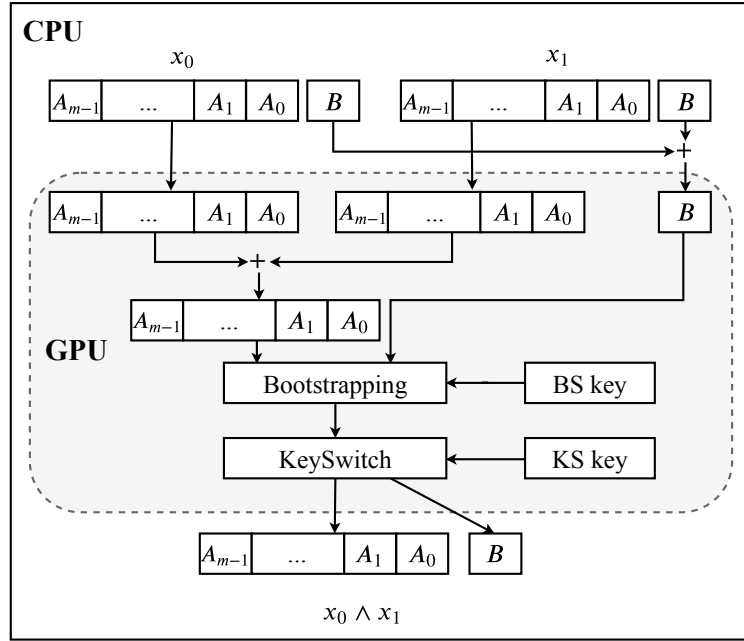 CPU
x₀ x₁
Aₘ₋₁ ... A₁ A₀ B Aₘ₋₁ ... A₁ A₀ B
+
Aₘ₋₁ ... A₁ A₀ Aₘ₋₁ ... A₁ A₀ B
+
Aₘ₋₁ ... A₁ A₀
GPU
Bootstrapping BS key
KeySwitch KS key
Aₘ₋₁ ... A₁ A₀ B
x₀ ∧ x₁